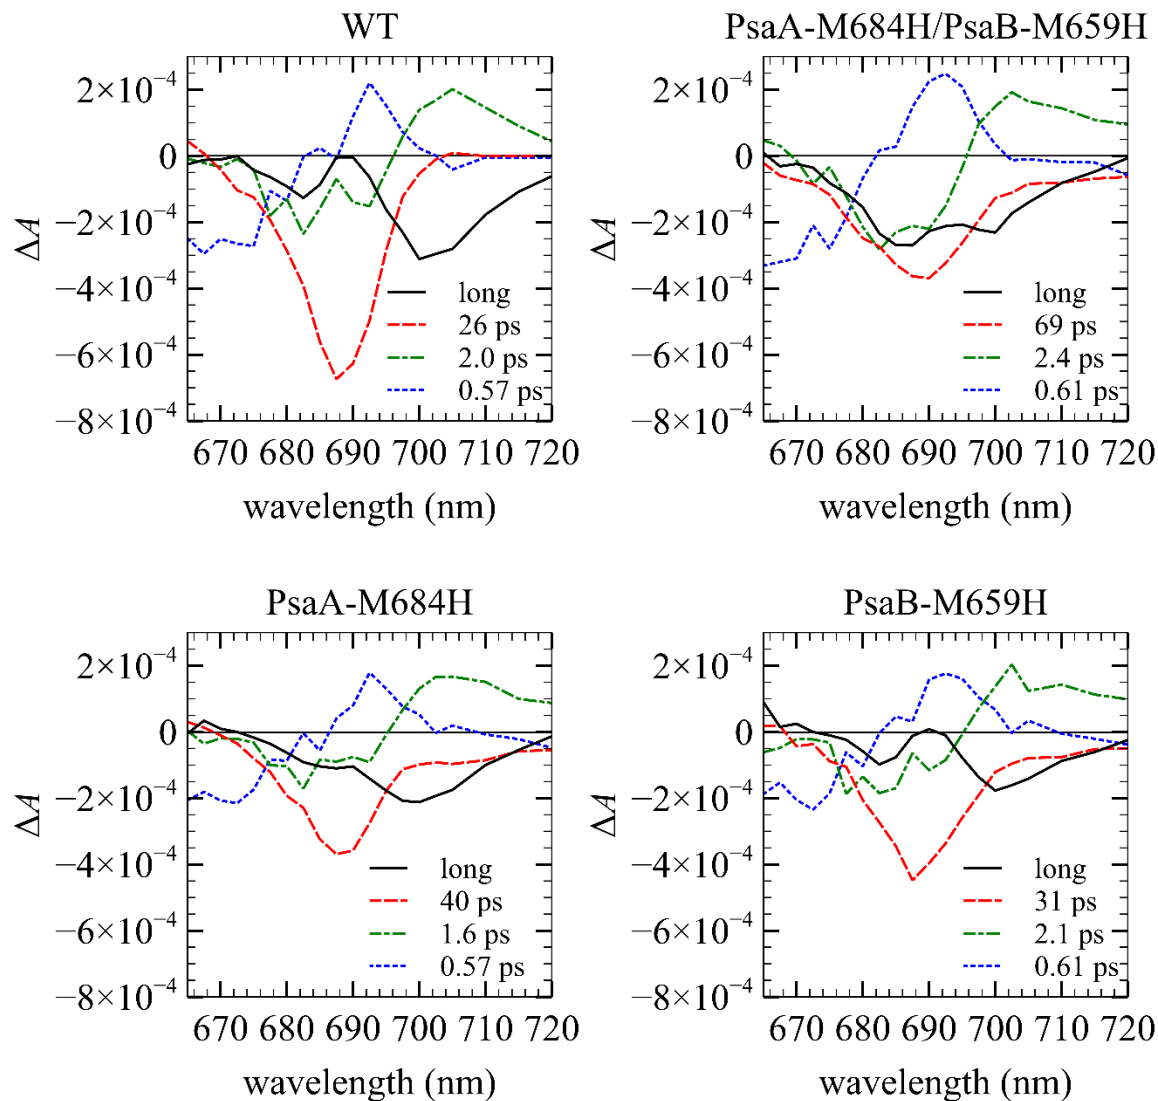 WT
2×10⁻⁴
0
−2×10⁻⁴
−4×10⁻⁴
−6×10⁻⁴
−8×10⁻⁴
ΔA
long
26 ps
2.0 ps
0.57 ps
670 680 690 700 710 720
wavelength (nm)
PsaA-M684H/PsaB-M659H
2×10⁻⁴
0
−2×10⁻⁴
−4×10⁻⁴
−6×10⁻⁴
−8×10⁻⁴
ΔA
long
69 ps
2.4 ps
0.61 ps
670 680 690 700 710 720
wavelength (nm)
PsaA-M684H
2×10⁻⁴
0
−2×10⁻⁴
−4×10⁻⁴
−6×10⁻⁴
−8×10⁻⁴
ΔA
long
40 ps
1.6 ps
0.57 ps
670 680 690 700 710 720
wavelength (nm)
PsaB-M659H
2×10⁻⁴
0
−2×10⁻⁴
−4×10⁻⁴
−6×10⁻⁴
−8×10⁻⁴
ΔA
long
31 ps
2.1 ps
0.61 ps
670 680 690 700 710 720
wavelength (nm)